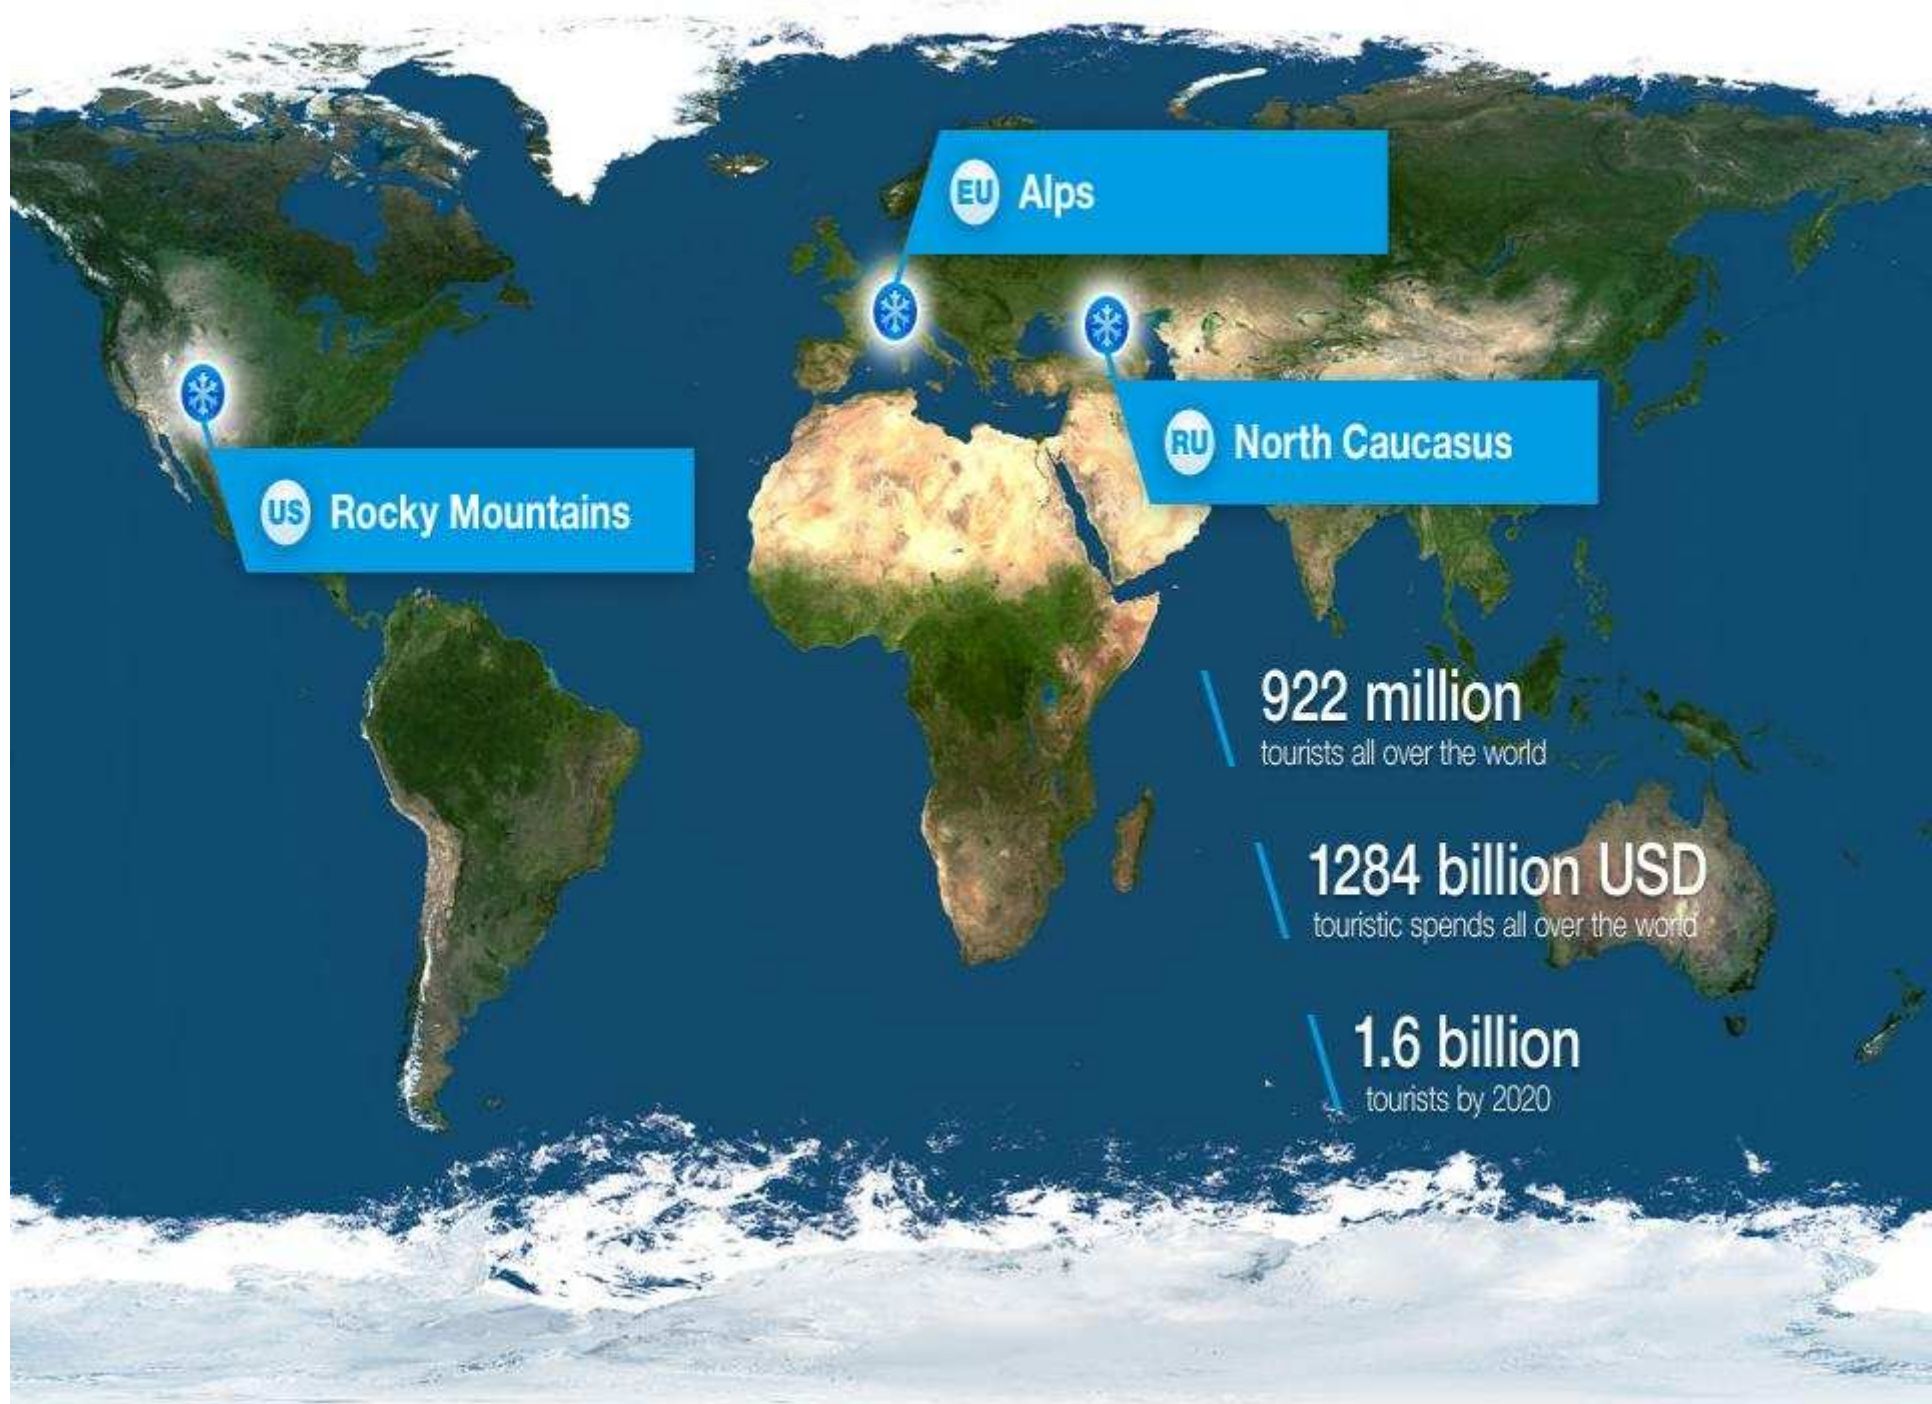 EU Alps
RU North Caucasus
US Rocky Mountains
922 million
tourists all over the world
1284 billion USD
touristic spends all over the world
1.6 billion
tourists by 2020